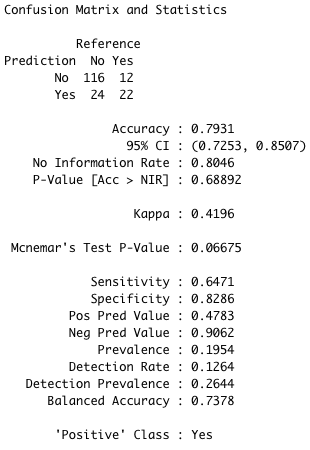 Confusion Matrix and Statistics
Reference
Prediction No Yes
No 116 12
Yes 24 22
Accuracy : 0.7931
95% CI : (0.7253, 0.8507)
No Information Rate : 0.8046
P-Value [Acc > NIR] : 0.68892
Kappa : 0.4196
Mcnemar's Test P-Value : 0.06675
Sensitivity : 0.6471
Specificity : 0.8286
Pos Pred Value : 0.4783
Neg Pred Value : 0.9062
Prevalence : 0.1954
Detection Rate : 0.1264
Detection Prevalence : 0.2644
Balanced Accuracy : 0.7378
'Positive' Class : Yes